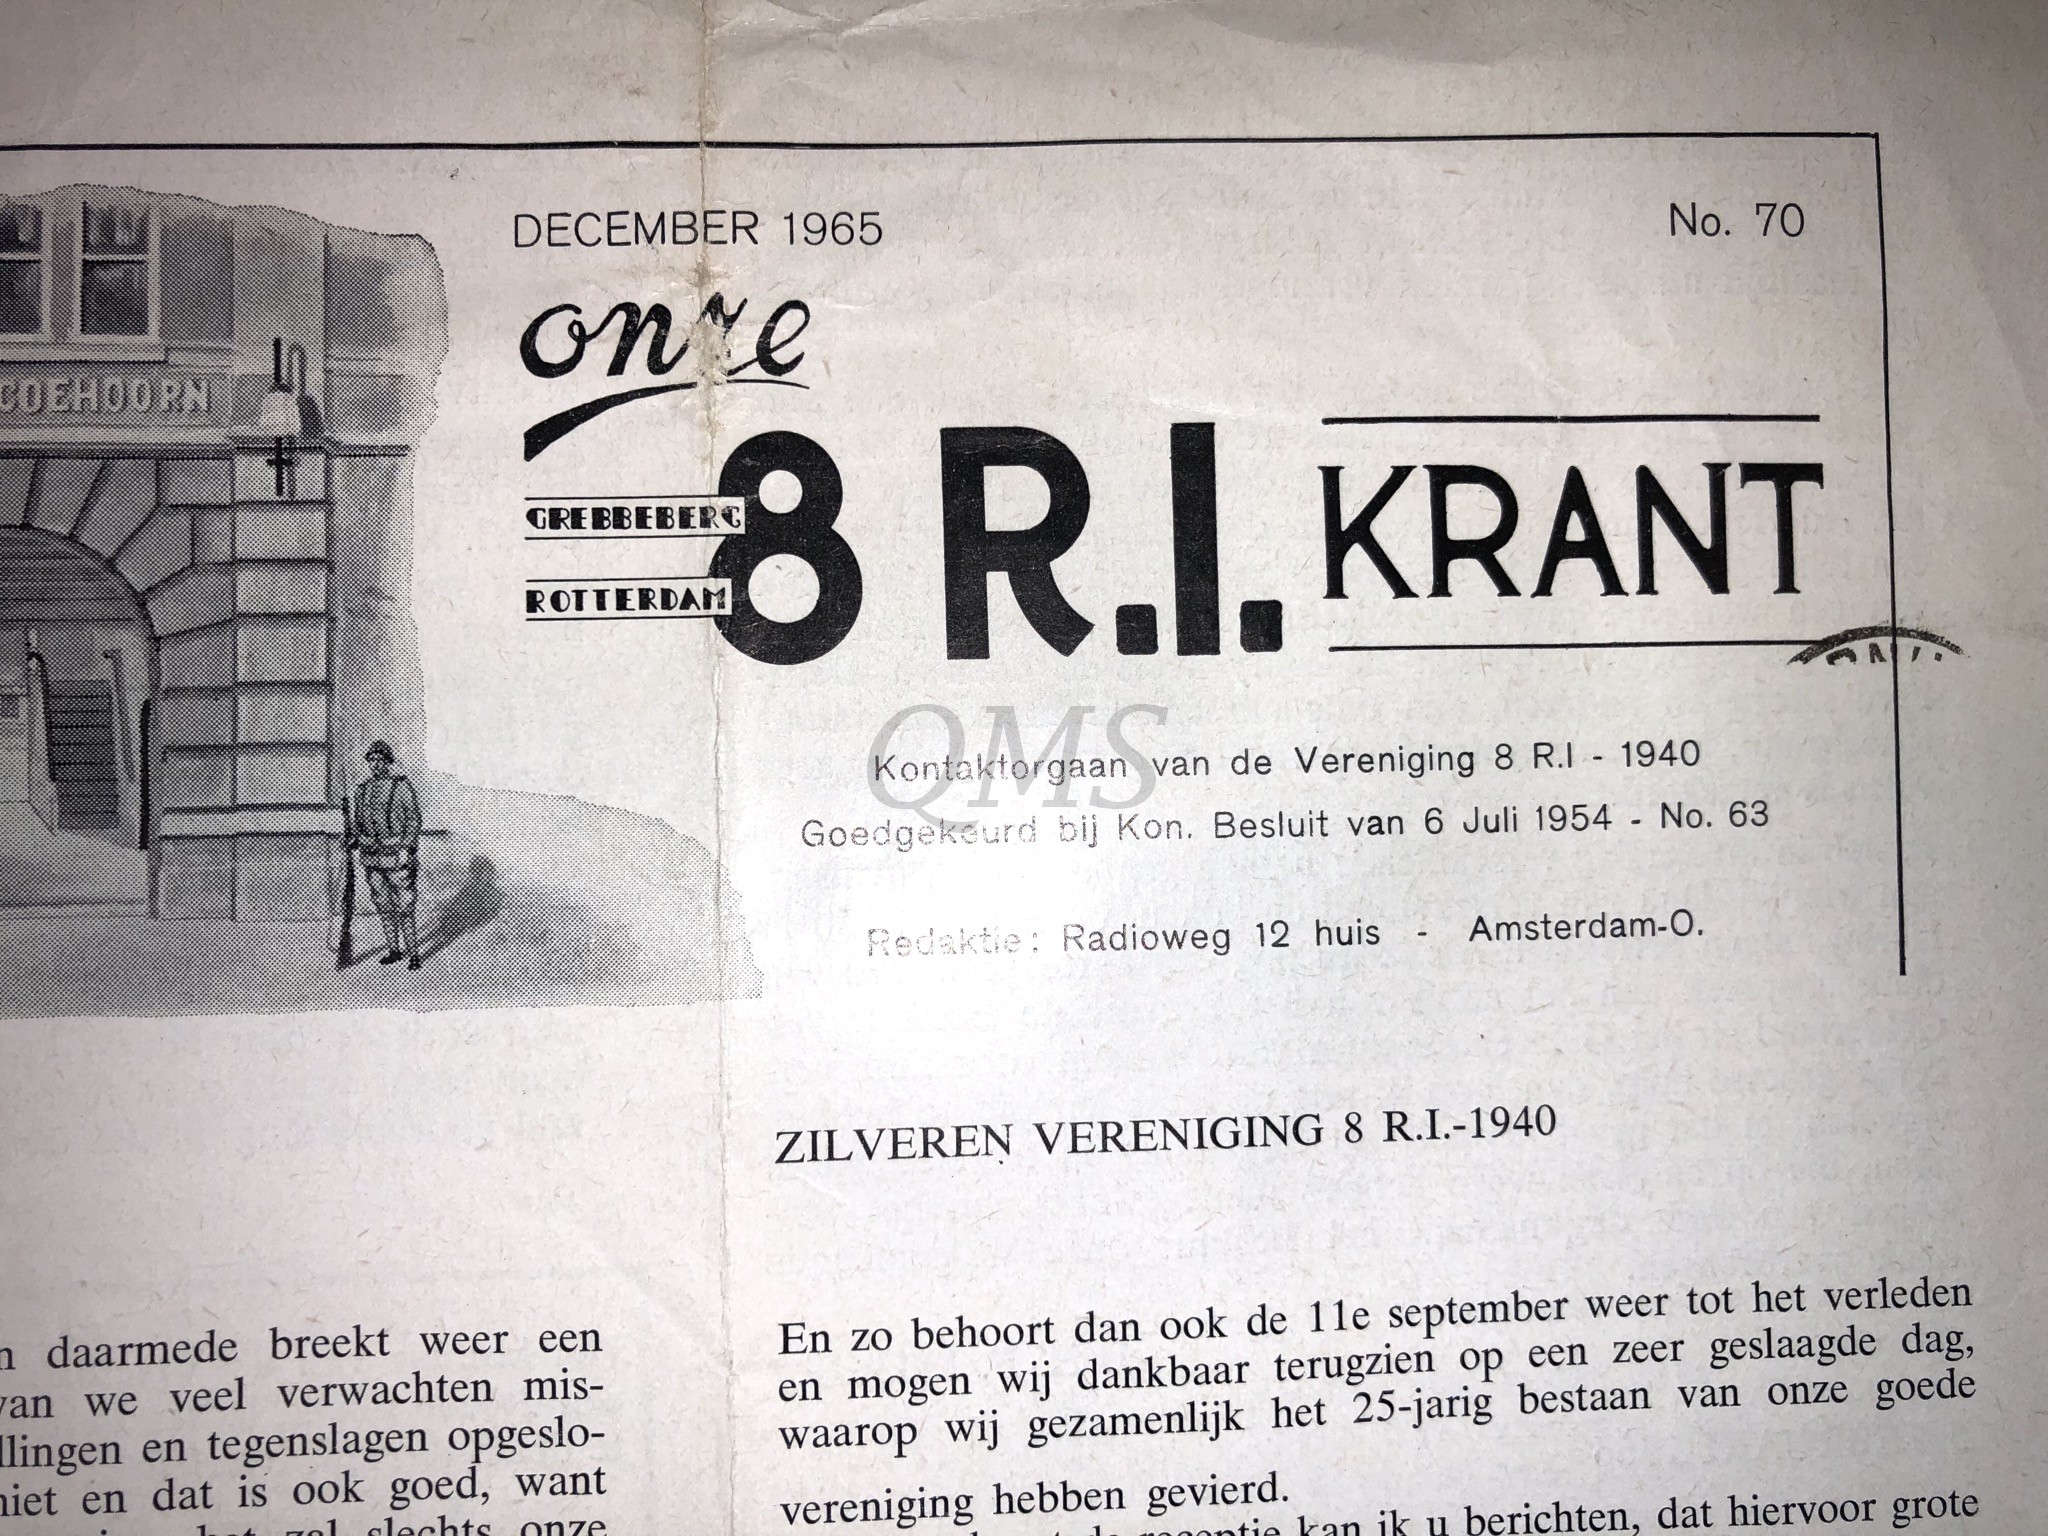 DECEMBER 1965
No. 70
onze
COEHOORN
8 R.I. KRANT
GREBBEBERG
ROTTERDAM
QMS
Kontaktorgaan van de Vereniging 8 R.I - 1940
Goedgekeurd bij Kon. Besluit van 6 Juli 1954 - No. 63
Redaktie: Radioweg 12 huis - Amsterdam-O.
ZILVEREN VERENIGING 8 R.I.-1940
daarmede breekt weer een
van we veel verwachten mis-
llingen en tegenslagen opgeslo-
niet en dat is ook goed, want
zal slechts onze
En zo behoort dan ook de 11e september weer tot het verleden
en mogen wij dankbaar terugzien op een zeer geslaagde dag,
waarop wij gezamenlijk het 25-jarig bestaan van onze goede
vereniging hebben gevierd.
receptie kan ik u berichten, dat hiervoor grote